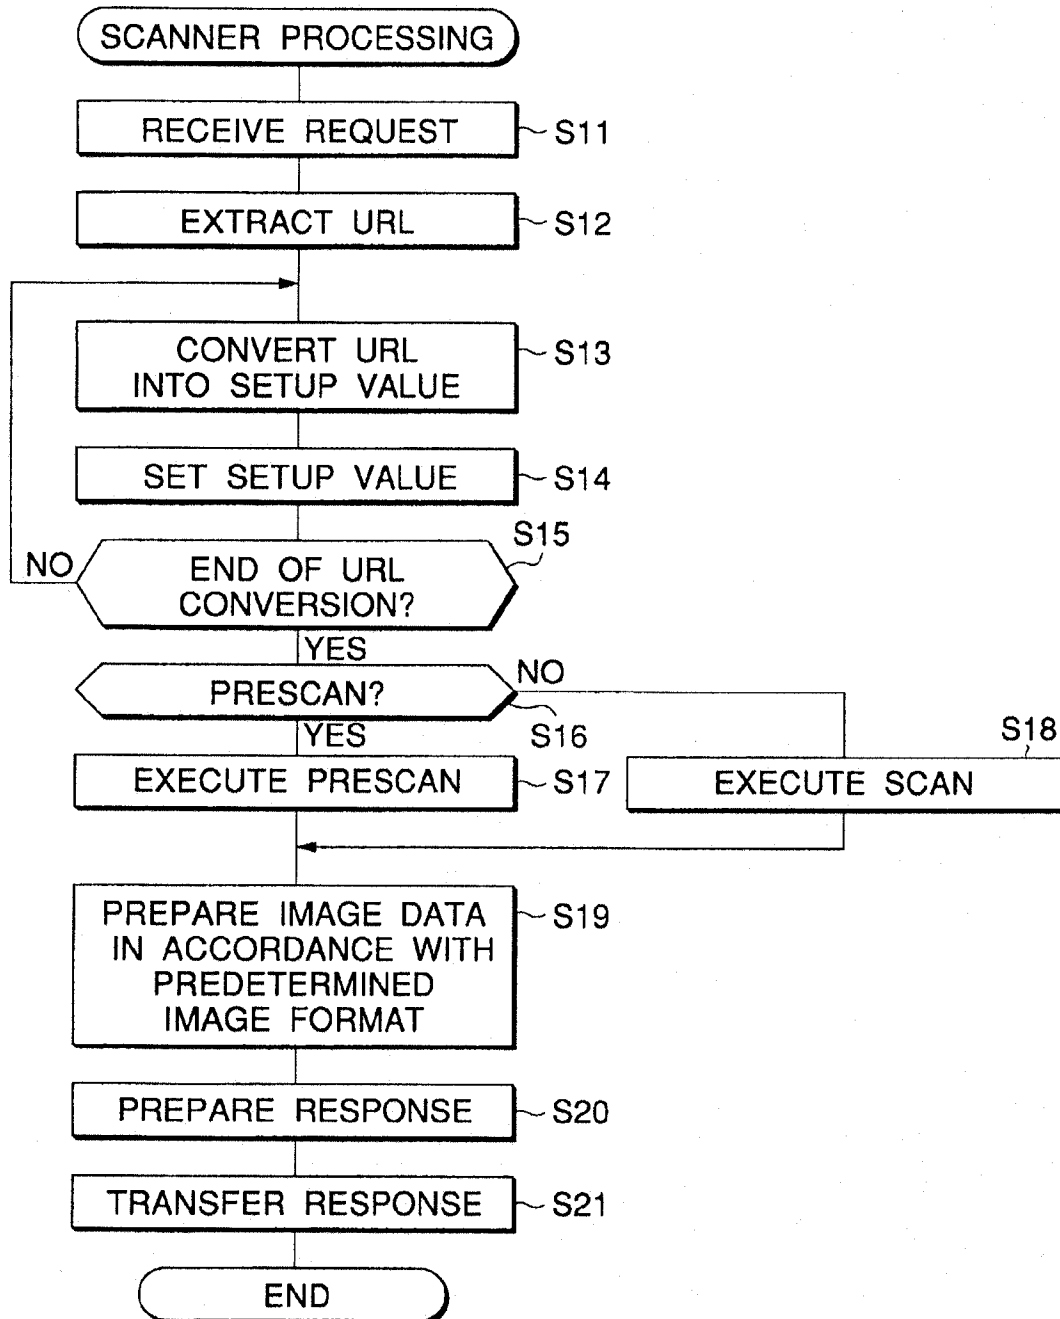 SCANNER PROCESSING
RECEIVE REQUEST
S11
EXTRACT URL
S12
CONVERT URL
INTO SETUP VALUE
S13
SET SETUP VALUE
S14
S15
NO
END OF URL
CONVERSION?
YES
PRESCAN?
NO
S16
YES
EXECUTE PRESCAN
S17
S18
EXECUTE SCAN
PREPARE IMAGE DATA
IN ACCORDANCE WITH
PREDETERMINED
IMAGE FORMAT
S19
PREPARE RESPONSE
S20
TRANSFER RESPONSE
S21
END